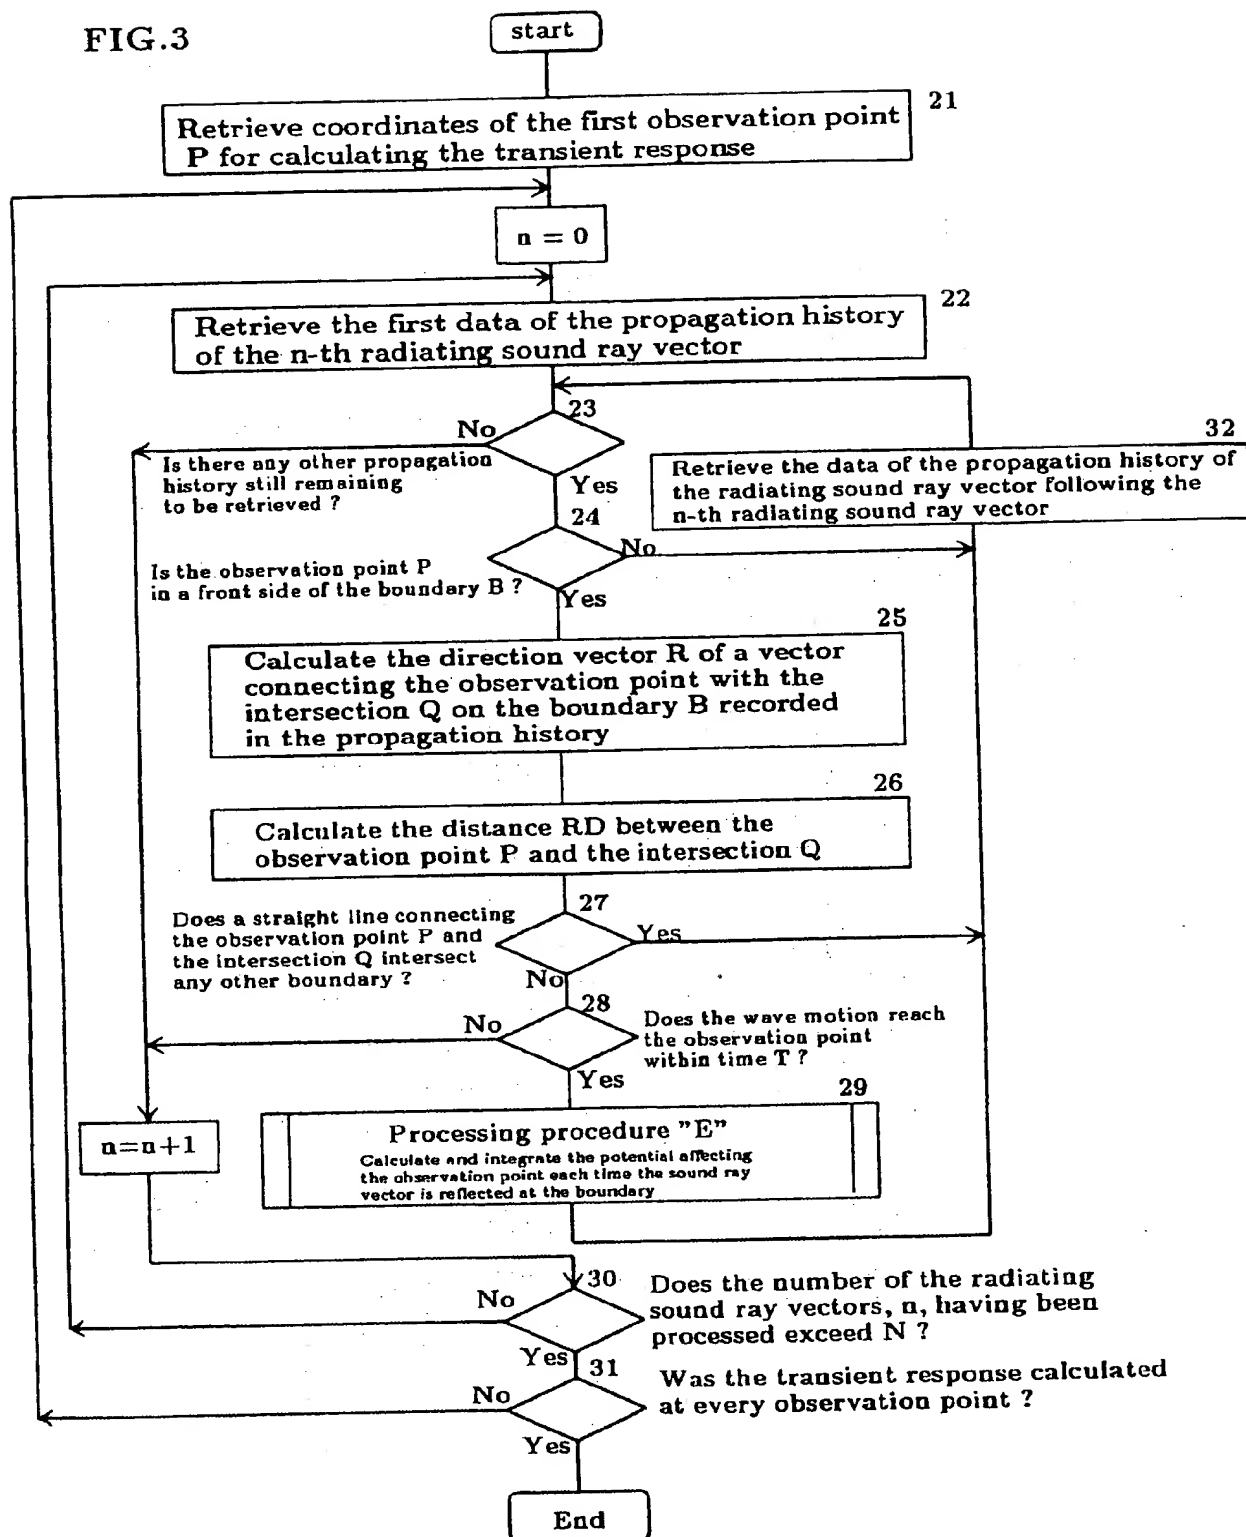 FIG.3
start
21
Retrieve coordinates of the first observation point
P for calculating the transient response
n = 0
22
Retrieve the first data of the propagation history
of the n-th radiating sound ray vector
23
No
Is there any other propagation
history still remaining
to be retrieved ?
Yes
32
Retrieve the data of the propagation history of
the radiating sound ray vector following the
n-th radiating sound ray vector
24
No
Is the observation point P
in a front side of the boundary B ?
Yes
25
Calculate the direction vector R of a vector
connecting the observation point with the
intersection Q on the boundary B recorded
in the propagation history
26
Calculate the distance RD between the
observation point P and the intersection Q
27
Does a straight line connecting
the observation point P and
the intersection Q intersect
any other boundary ?
Yes
No
28
No
Does the wave motion reach
the observation point
within time T ?
Yes
29
Processing procedure "E"
Calculate and integrate the potential affecting
the observation point each time the sound ray
vector is reflected at the boundary
n=n+1
30
No
Does the number of the radiating
sound ray vectors, n, having been
processed exceed N ?
Yes
31
No
Was the transient response calculated
at every observation point ?
Yes
End